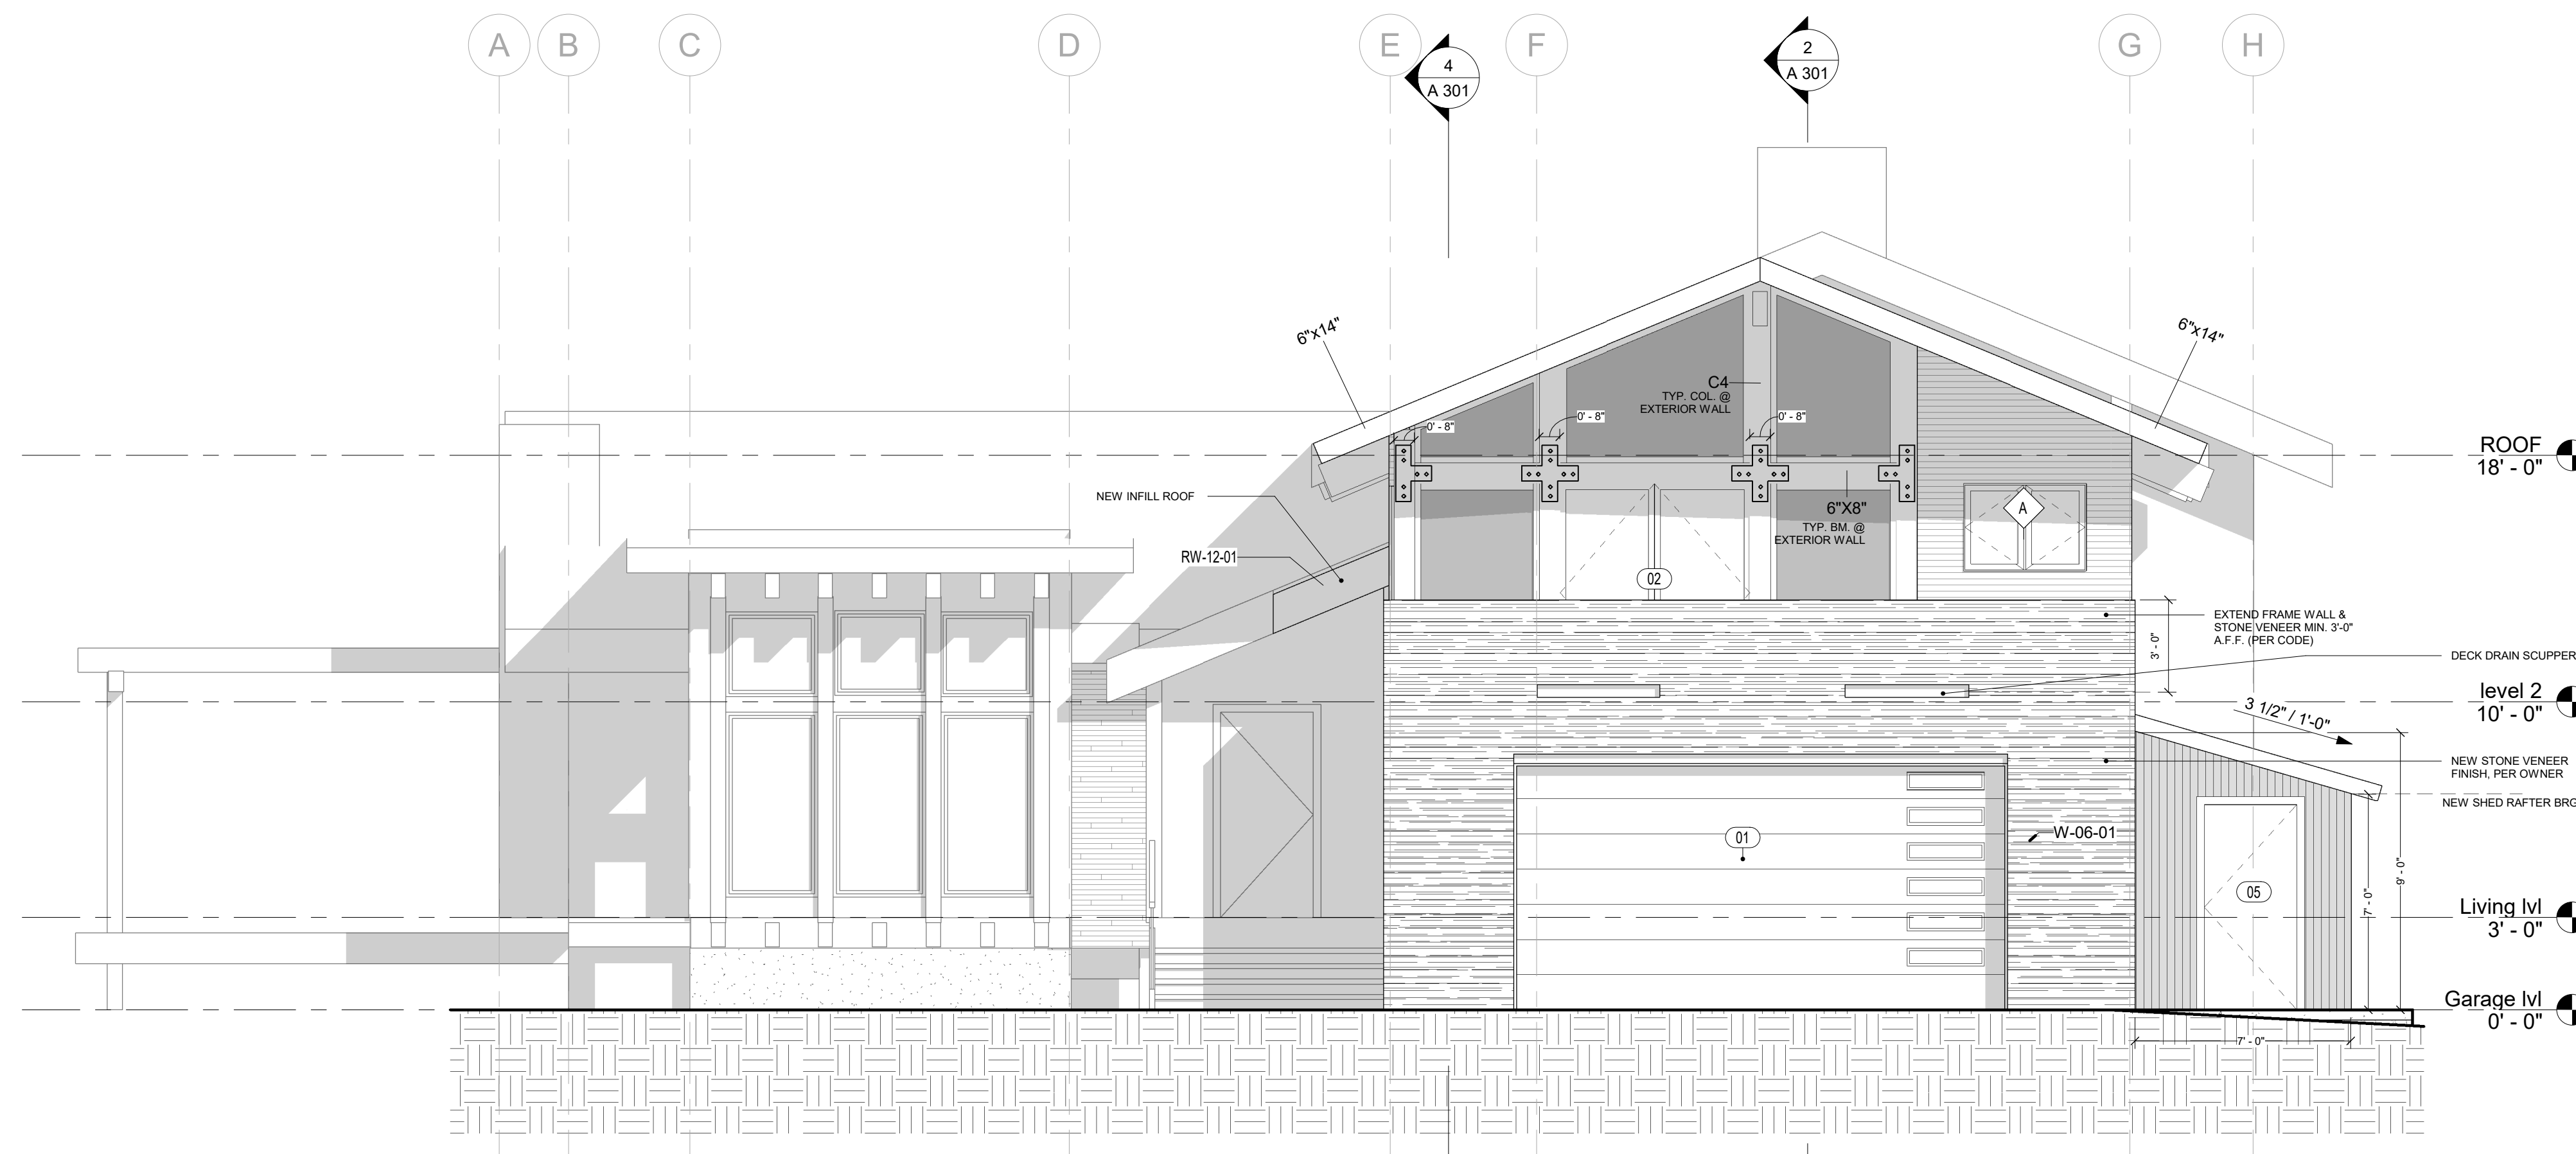 A
B
C
D
E
F
G
H
4
A 301
2
A 301
6"x14"
6"x14"
C4
TYP. COL. @
EXTERIOR WALL
0' - 8"
0' - 8"
0' - 8"
ROOF
18' - 0"
NEW INFILL ROOF
6"X8"
TYP. BM. @
EXTERIOR WALL
A
RW-12-01
02
EXTEND FRAME WALL &
STONE VENEER MIN. 3'-0"
A.F.F. (PER CODE)
3' - 0"
DECK DRAIN SCUPPER
level 2
10' - 0"
3 1/2" / 1'-0"
NEW STONE VENEER
FINISH, PER OWNER
NEW SHED RAFTER BRG
W-06-01
01
05
7' - 0"
9' - 0"
Living lvl
3' - 0"
Garage lvl
0' - 0"
7' - 0"